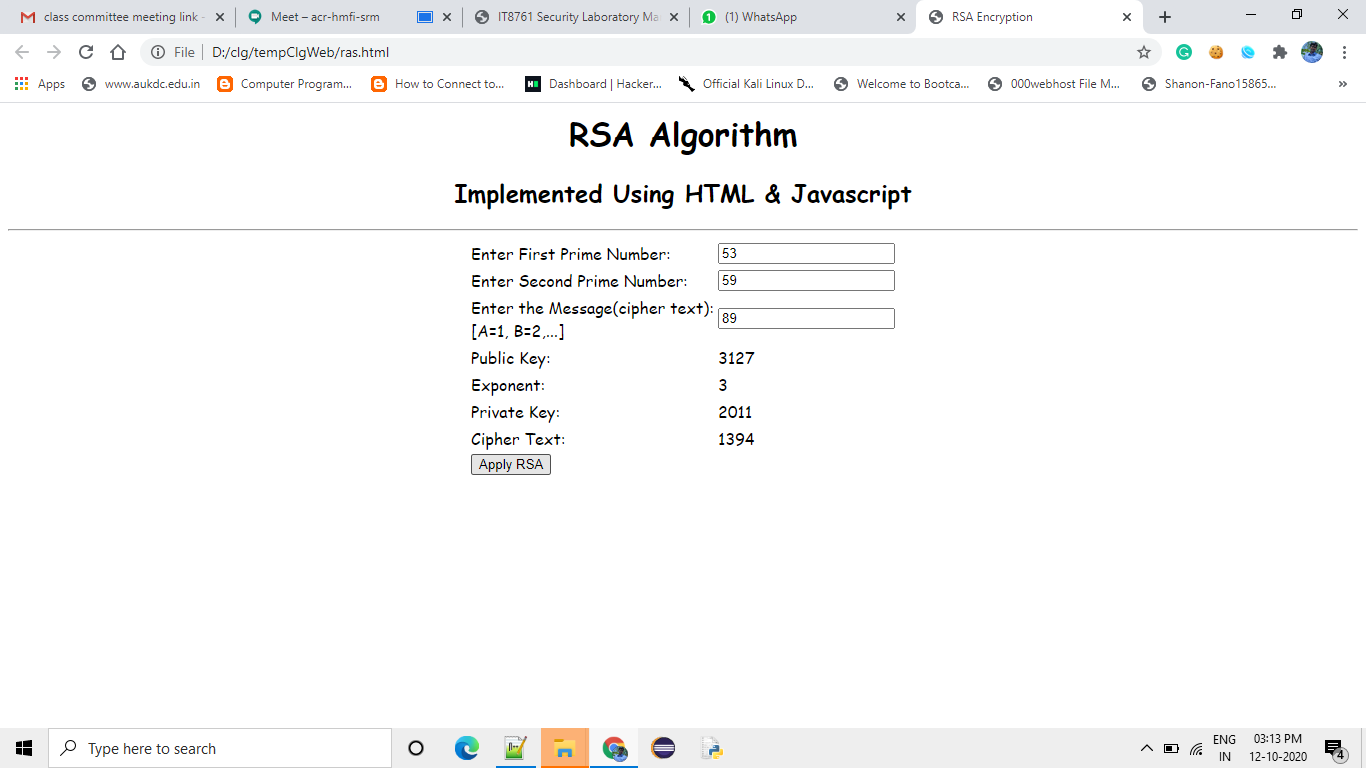 class committee meeting link -
Meet – acr-hmfi-srm
IT8761 Security Laboratory Ma
(1) WhatsApp
RSA Encryption
File
D:/clg/tempClgWeb/ras.html
Apps
www.aukdc.edu.in
Computer Program...
How to Connect to...
Dashboard | Hacker...
Official Kali Linux D...
Welcome to Bootca...
000webhost File M...
Shanon-Fano15865...
»
RSA Algorithm
Implemented Using HTML & Javascript
Enter First Prime Number: 53
Enter Second Prime Number: 59
Enter the Message(cipher text):
[A=1, B=2,...] 89
Public Key: 3127
Exponent: 3
Private Key: 2011
Cipher Text: 1394
Apply RSA
Type here to search
ENG
IN
03:13 PM
12-10-2020
4